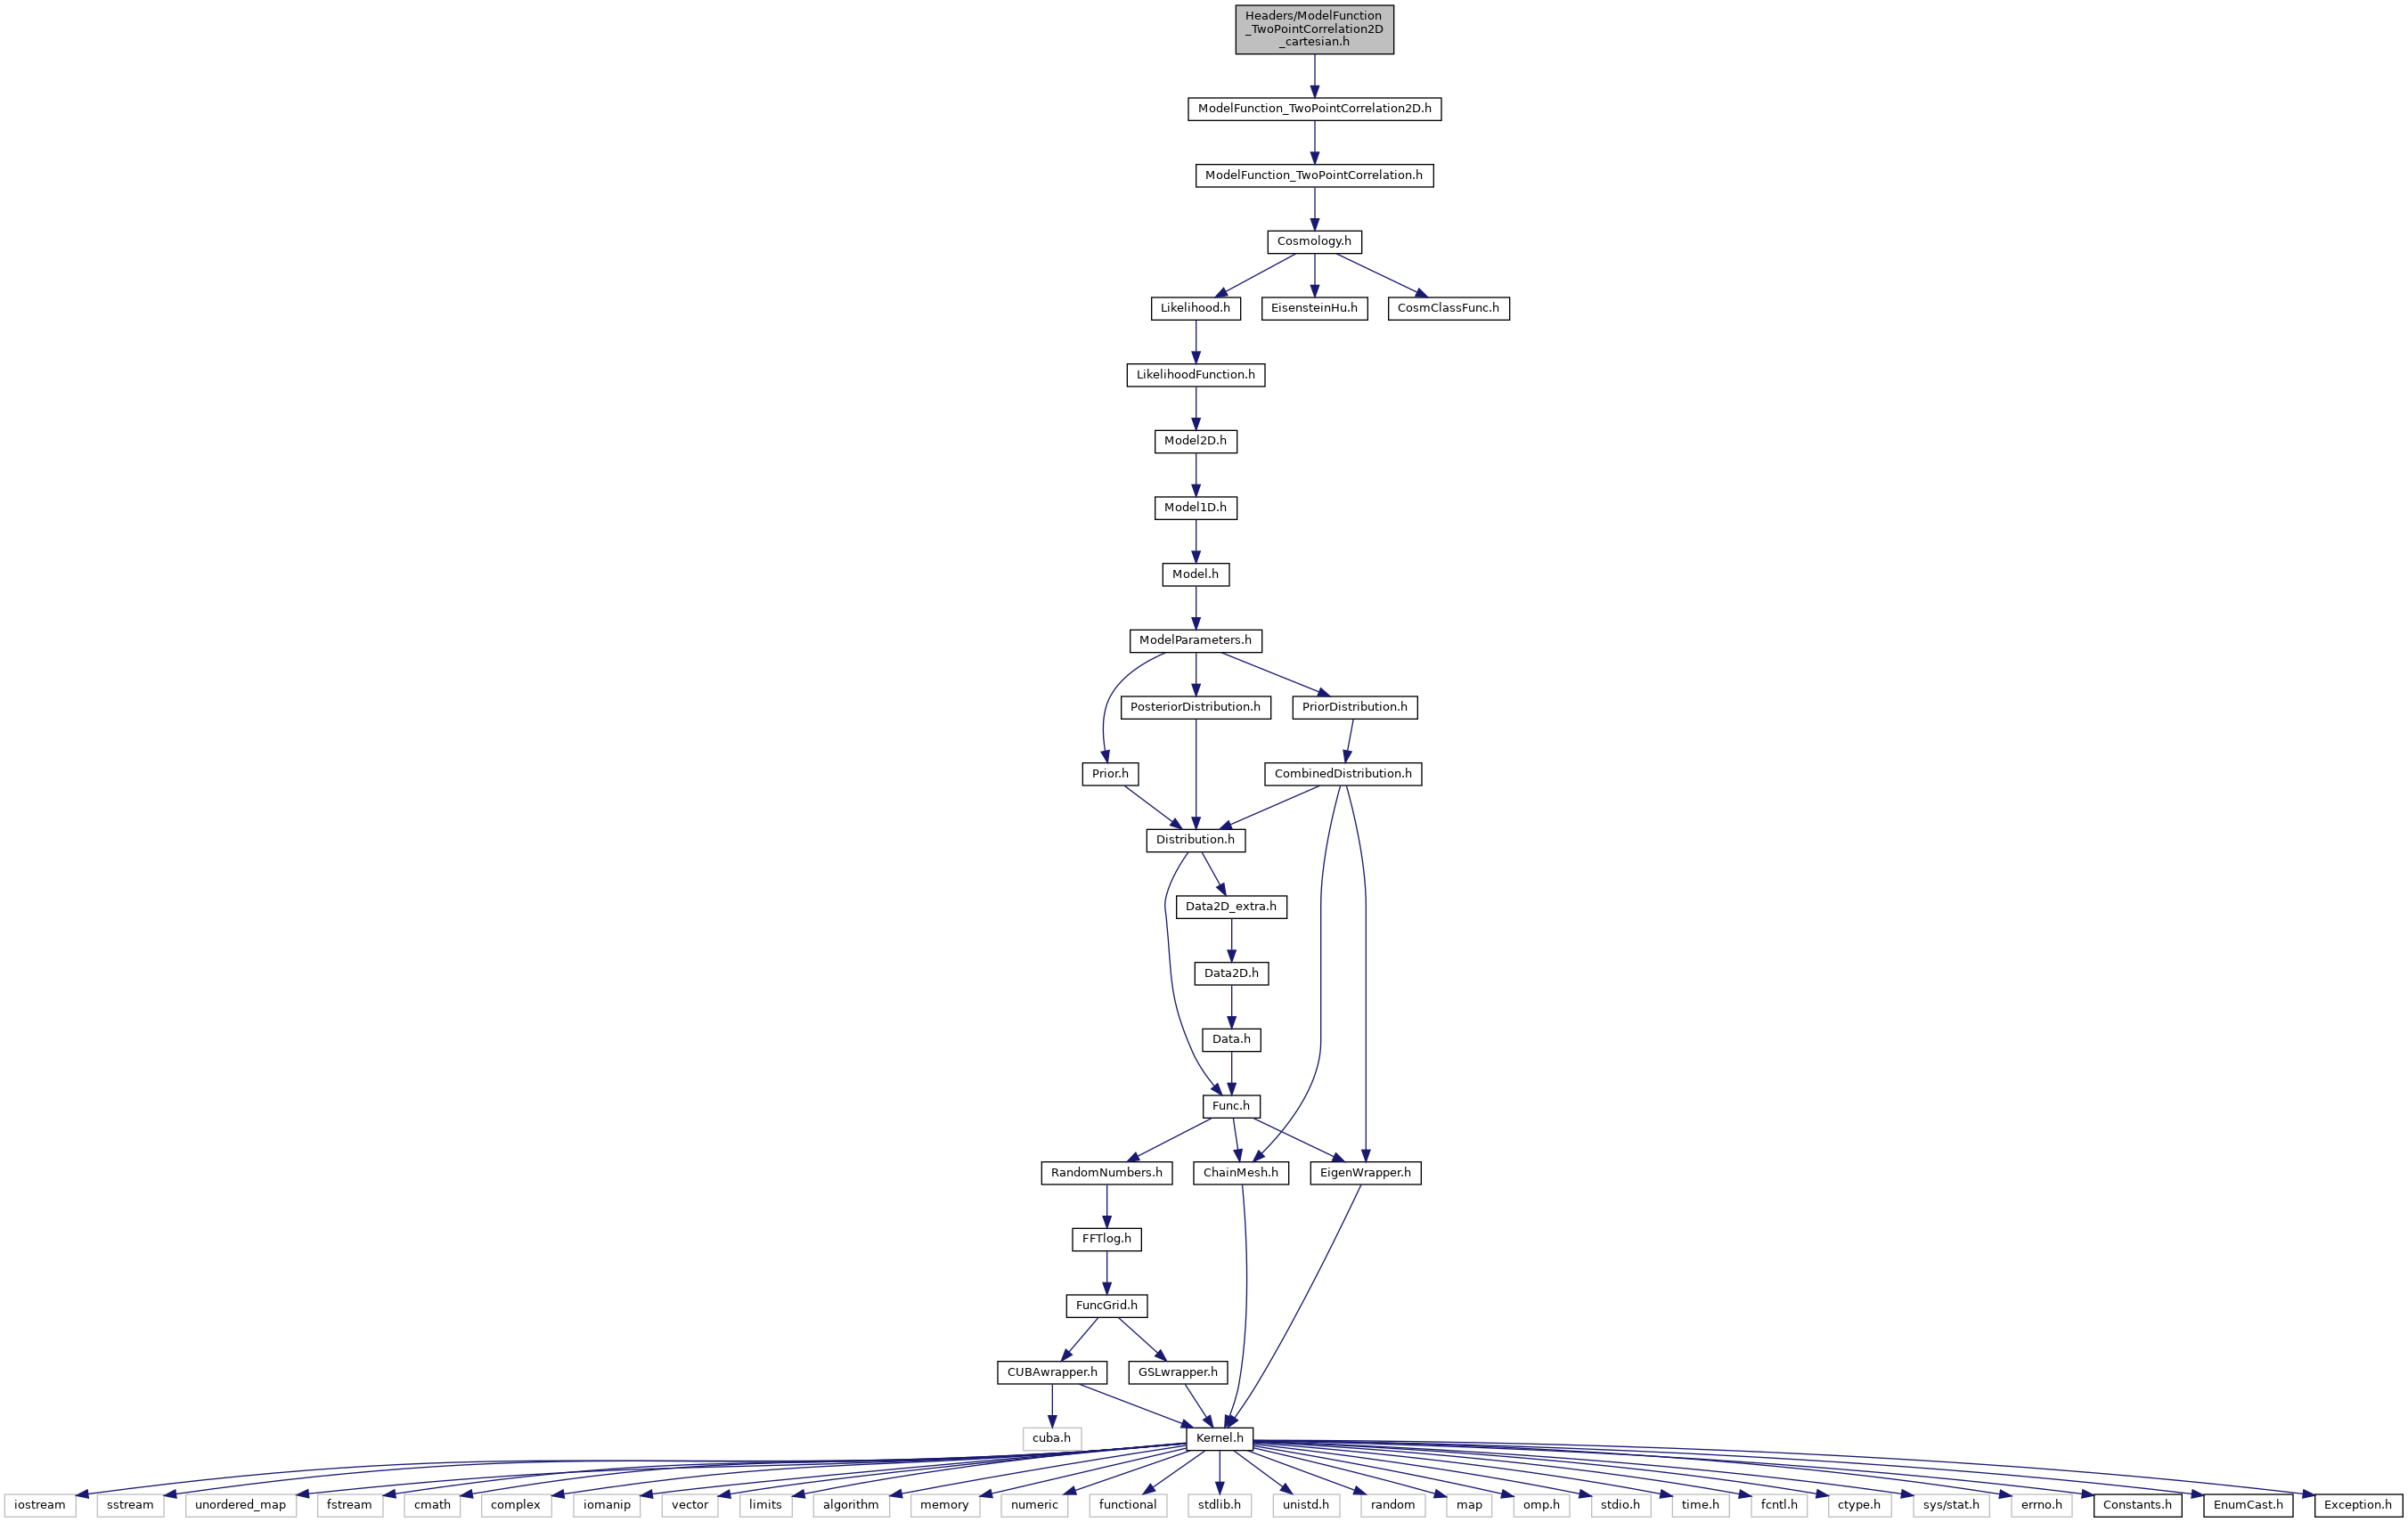 Headers/ModelFunction
_TwoPointCorrelation2D
_cartesian.h
ModelFunction_TwoPointCorrelation2D.h
ModelFunction_TwoPointCorrelation.h
Cosmology.h
Likelihood.h
EisensteinHu.h
CosmClassFunc.h
LikelihoodFunction.h
Model2D.h
Model1D.h
Model.h
ModelParameters.h
PosteriorDistribution.h
PriorDistribution.h
Prior.h
CombinedDistribution.h
Distribution.h
Data2D_extra.h
Data2D.h
Data.h
Func.h
RandomNumbers.h
ChainMesh.h
EigenWrapper.h
FFTlog.h
FuncGrid.h
CUBAwrapper.h
GSLwrapper.h
cuba.h
Kernel.h
iostream
sstream
unordered_map
fstream
cmath
complex
iomanip
vector
limits
algorithm
memory
numeric
functional
stdlib.h
unistd.h
random
map
omp.h
stdio.h
time.h
fcntl.h
ctype.h
sys/stat.h
errno.h
Constants.h
EnumCast.h
Exception.h